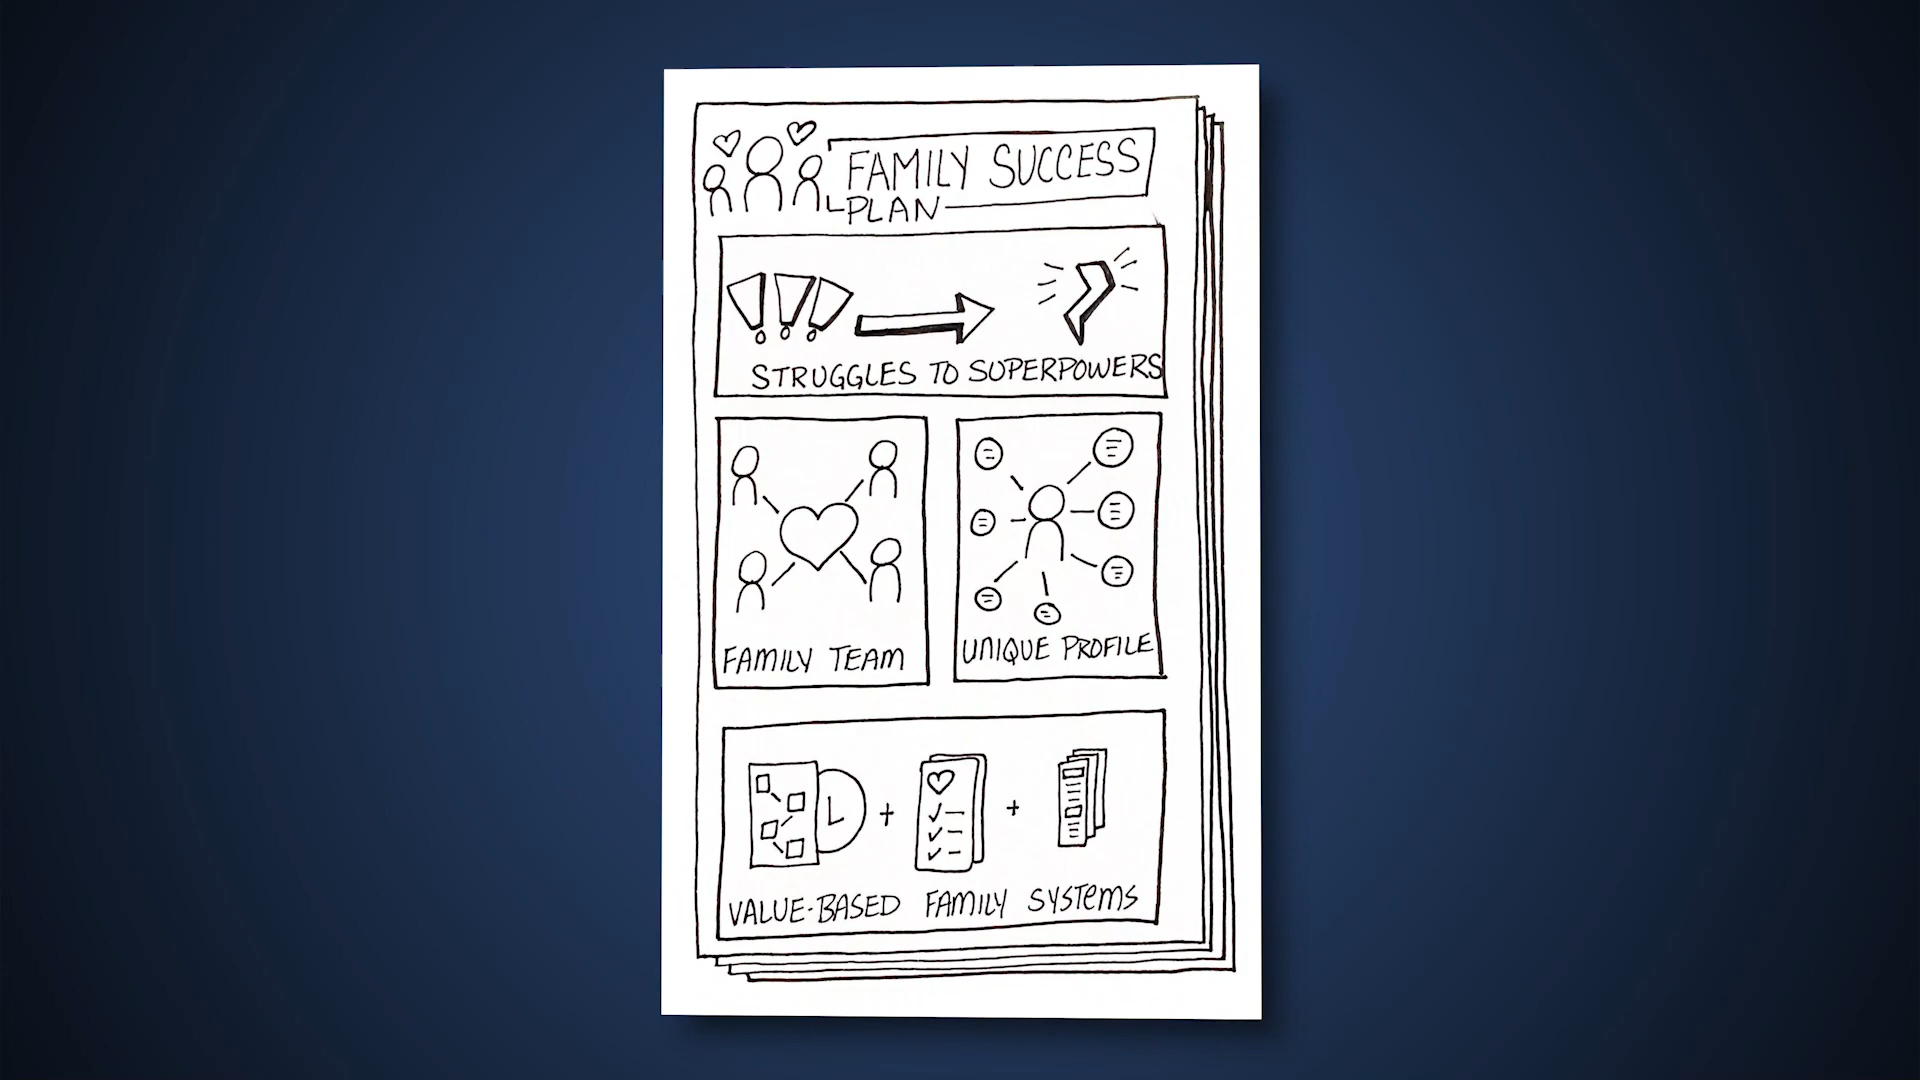 FAMILY SUCCESS
PLAN
STRUGGLES TO SUPERPOWERS
FAMILY TEAM
UNIQUE PROFILE
VALUE-BASED FAMILY SYSTEMS